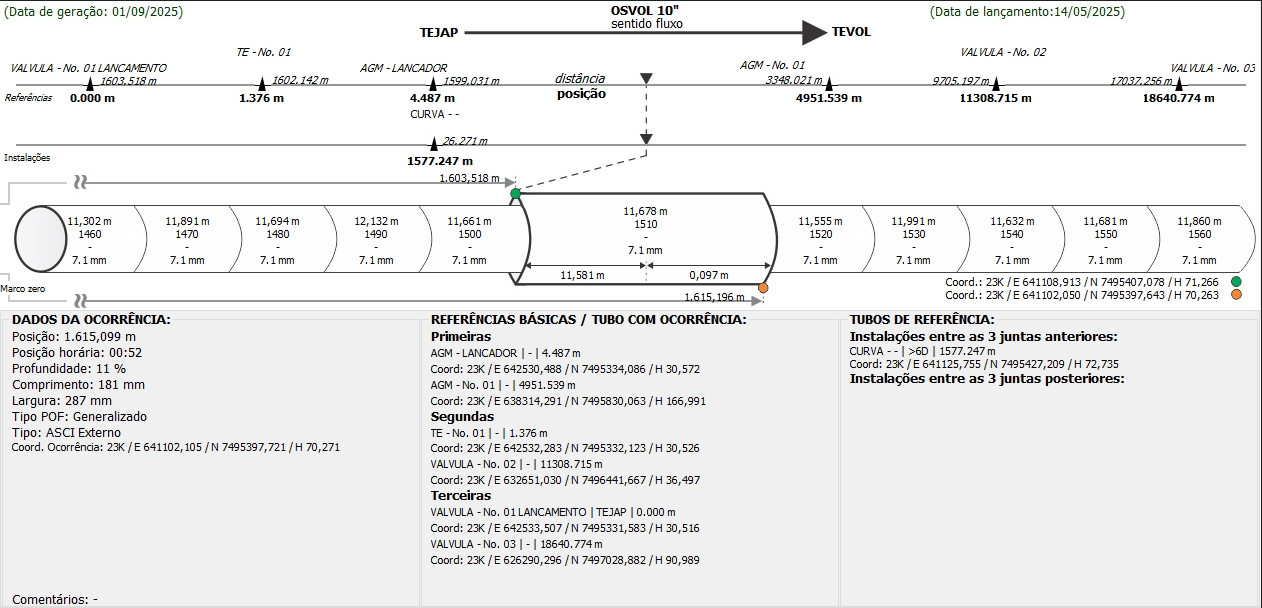 (Data de geração: 01/09/2025)
OSVOL 10"
(Data de lançamento:14/05/2025)
sentido fluxo
TEJAP
TEVOL
VALVULA - No. 01 LANCAMENTO
TE - No. 01
AGM - LANCADOR
AGM - No. 01
VALVULA - No. 02
VALVULA - No. 03
1603,518 m
1602.142 m
1599.031 m
distância
3348.021 m
9705.197 m
17037.256 m
Referências
0.000 m
1.376 m
4.487 m
posição
4951.539 m
11308.715 m
18640.774 m
CURVA - -
26.271 m
Instalações
1577.247 m
1.603,518 m
11,302 m
1460
-
7.1 mm
11,891 m
1470
-
7.1 mm
11,694 m
1480
-
7.1 mm
12,132 m
1490
-
7.1 mm
11,661 m
1500
-
7.1 mm
11,678 m
1510
-
7.1 mm
11,581 m
0,097 m
11,555 m
1520
-
7.1 mm
11,991 m
1530
-
7.1 mm
11,632 m
1540
-
7.1 mm
11,681 m
1550
-
7.1 mm
11,860 m
1560
-
7.1 mm
Marco zero
1.615,196 m
Coord.: 23K / E 641108,913 / N 7495407,078 / H 71,266
Coord.: 23K / E 641102,050 / N 7495397,643 / H 70,263
DADOS DA OCORRÊNCIA:
Posição: 1.615,099 m
Posição horária: 00:52
Profundidade: 11 %
Comprimento: 181 mm
Largura: 287 mm
Tipo POF: Generalizado
Tipo: ASCI Externo
Coord. Ocorrência: 23K / E 641102,105 / N 7495397,721 / H 70,271
Comentários: -
REFERÊNCIAS BÁSICAS / TUBO COM OCORRÊNCIA:
Primeiras
AGM - LANCADOR | - | 4.487 m
Coord: 23K / E 642530,488 / N 7495334,086 / H 30,572
AGM - No. 01 | - | 4951.539 m
Coord: 23K / E 638314,291 / N 7495830,063 / H 166,991
Segundas
TE - No. 01 | - | 1.376 m
Coord: 23K / E 642532,283 / N 7495332,123 / H 30,526
VALVULA - No. 02 | - | 11308.715 m
Coord: 23K / E 632651,030 / N 7496441,667 / H 36,497
Terceiras
VALVULA - No. 01 LANCAMENTO | TEJAP | 0.000 m
Coord: 23K / E 642533,507 / N 7495331,583 / H 30,516
VALVULA - No. 03 | - | 18640.774 m
Coord: 23K / E 626290,296 / N 7497028,882 / H 90,989
TUBOS DE REFERÊNCIA:
Instalações entre as 3 juntas anteriores:
CURVA - - | >6D | 1577.247 m
Coord: 23K / E 641125,755 / N 7495427,209 / H 72,735
Instalações entre as 3 juntas posteriores: